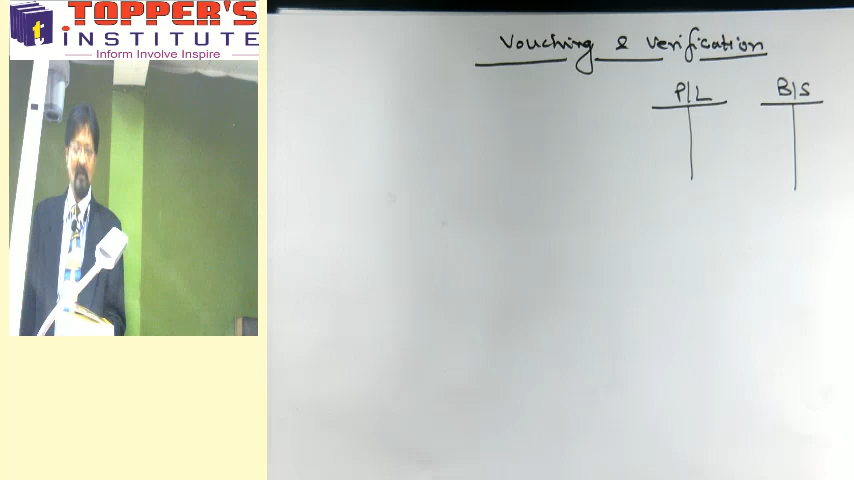 TOPPER'S
iNSTITUTE
Inform Involve Inspire
t
Vouching & verification
P/L B/S